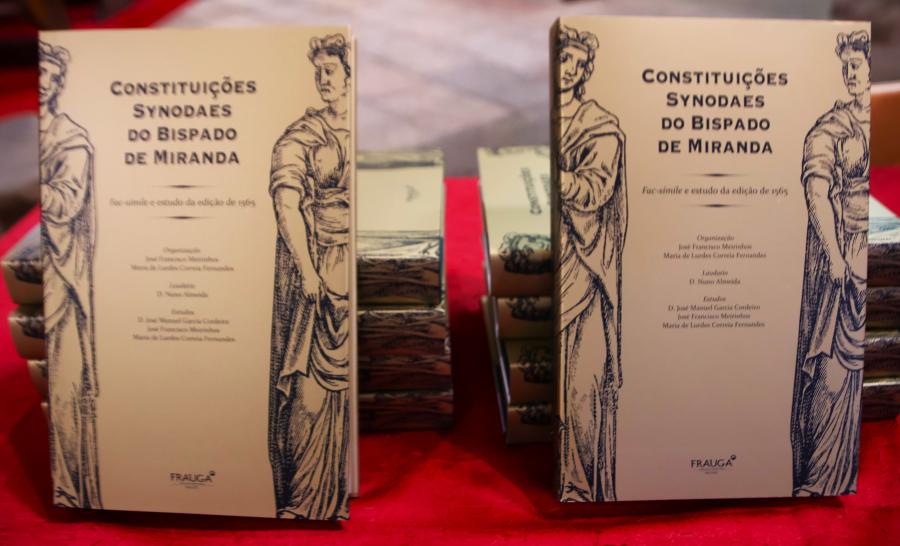 CONSTITUIÇÕES
SYNODAES
DO BISPADO
DE MIRANDA
Fac-simile e estudo da edição de 1565
Organização
José Francisco Meirinhos
Maria de Lurdes Correia Fernandes
Laudatio
D. Nuno Almeida
Estudos
D. José Manuel Garcia Cordeiro
José Francisco Meirinhos
Maria de Lurdes Correia Fernandes
FRAUGA
CONSTITUIÇÕES
SYNODAES
DO BISPADO
DE MIRANDA
Fac-simile e estudo da edição de 1565
Organização
José Francisco Meirinhos
Maria de Lurdes Correia Fernandes
Laudatio
D. Nuno Almeida
Estudos
D. José Manuel Garcia Cordeiro
José Francisco Meirinhos
Maria de Lurdes Correia Fernandes
FRAUGA